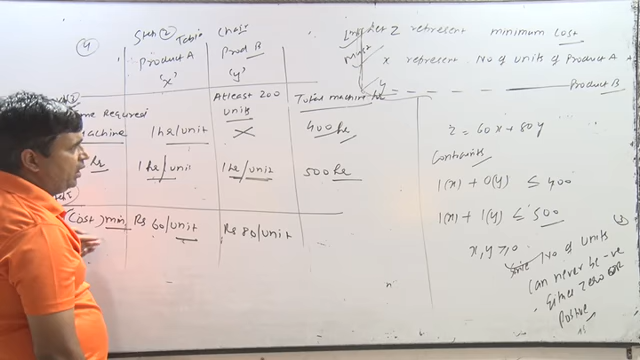 4
Step ② Table Chart
Product A Prod B
'x' 'y'
Atleast 200
units
Total machine hr
Time Required
machine 1 hr/unit × 400 hr
hr 1 hr/unit 1 hr/unit 500 hr
(Cost) min Rs 60/unit Rs 80/unit
Let Z represent minimum Cost
x represent No of units of Product A
y Product B
Z = 60x + 80y
Constraints
1(x) + 0(y) ≤ 400
1(x) + 1(y) ≤ 500
x, y ≥ 0
Since No of units
can never be -ve
Either zero OR
Positive